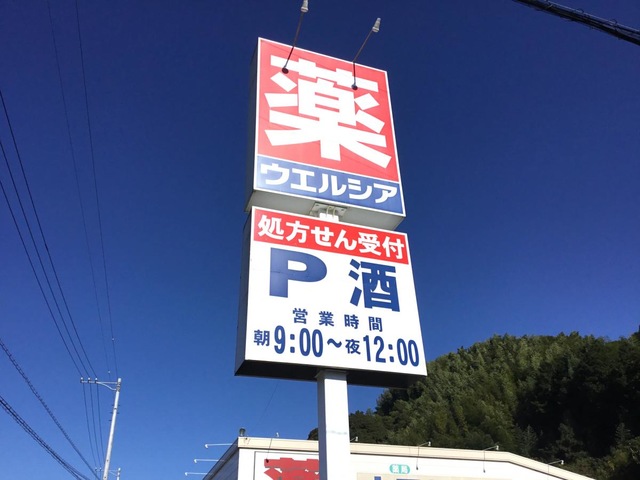 薬
ウエルシア
処方せん受付
P 酒
営業時間
朝9:00～夜12:00
薬